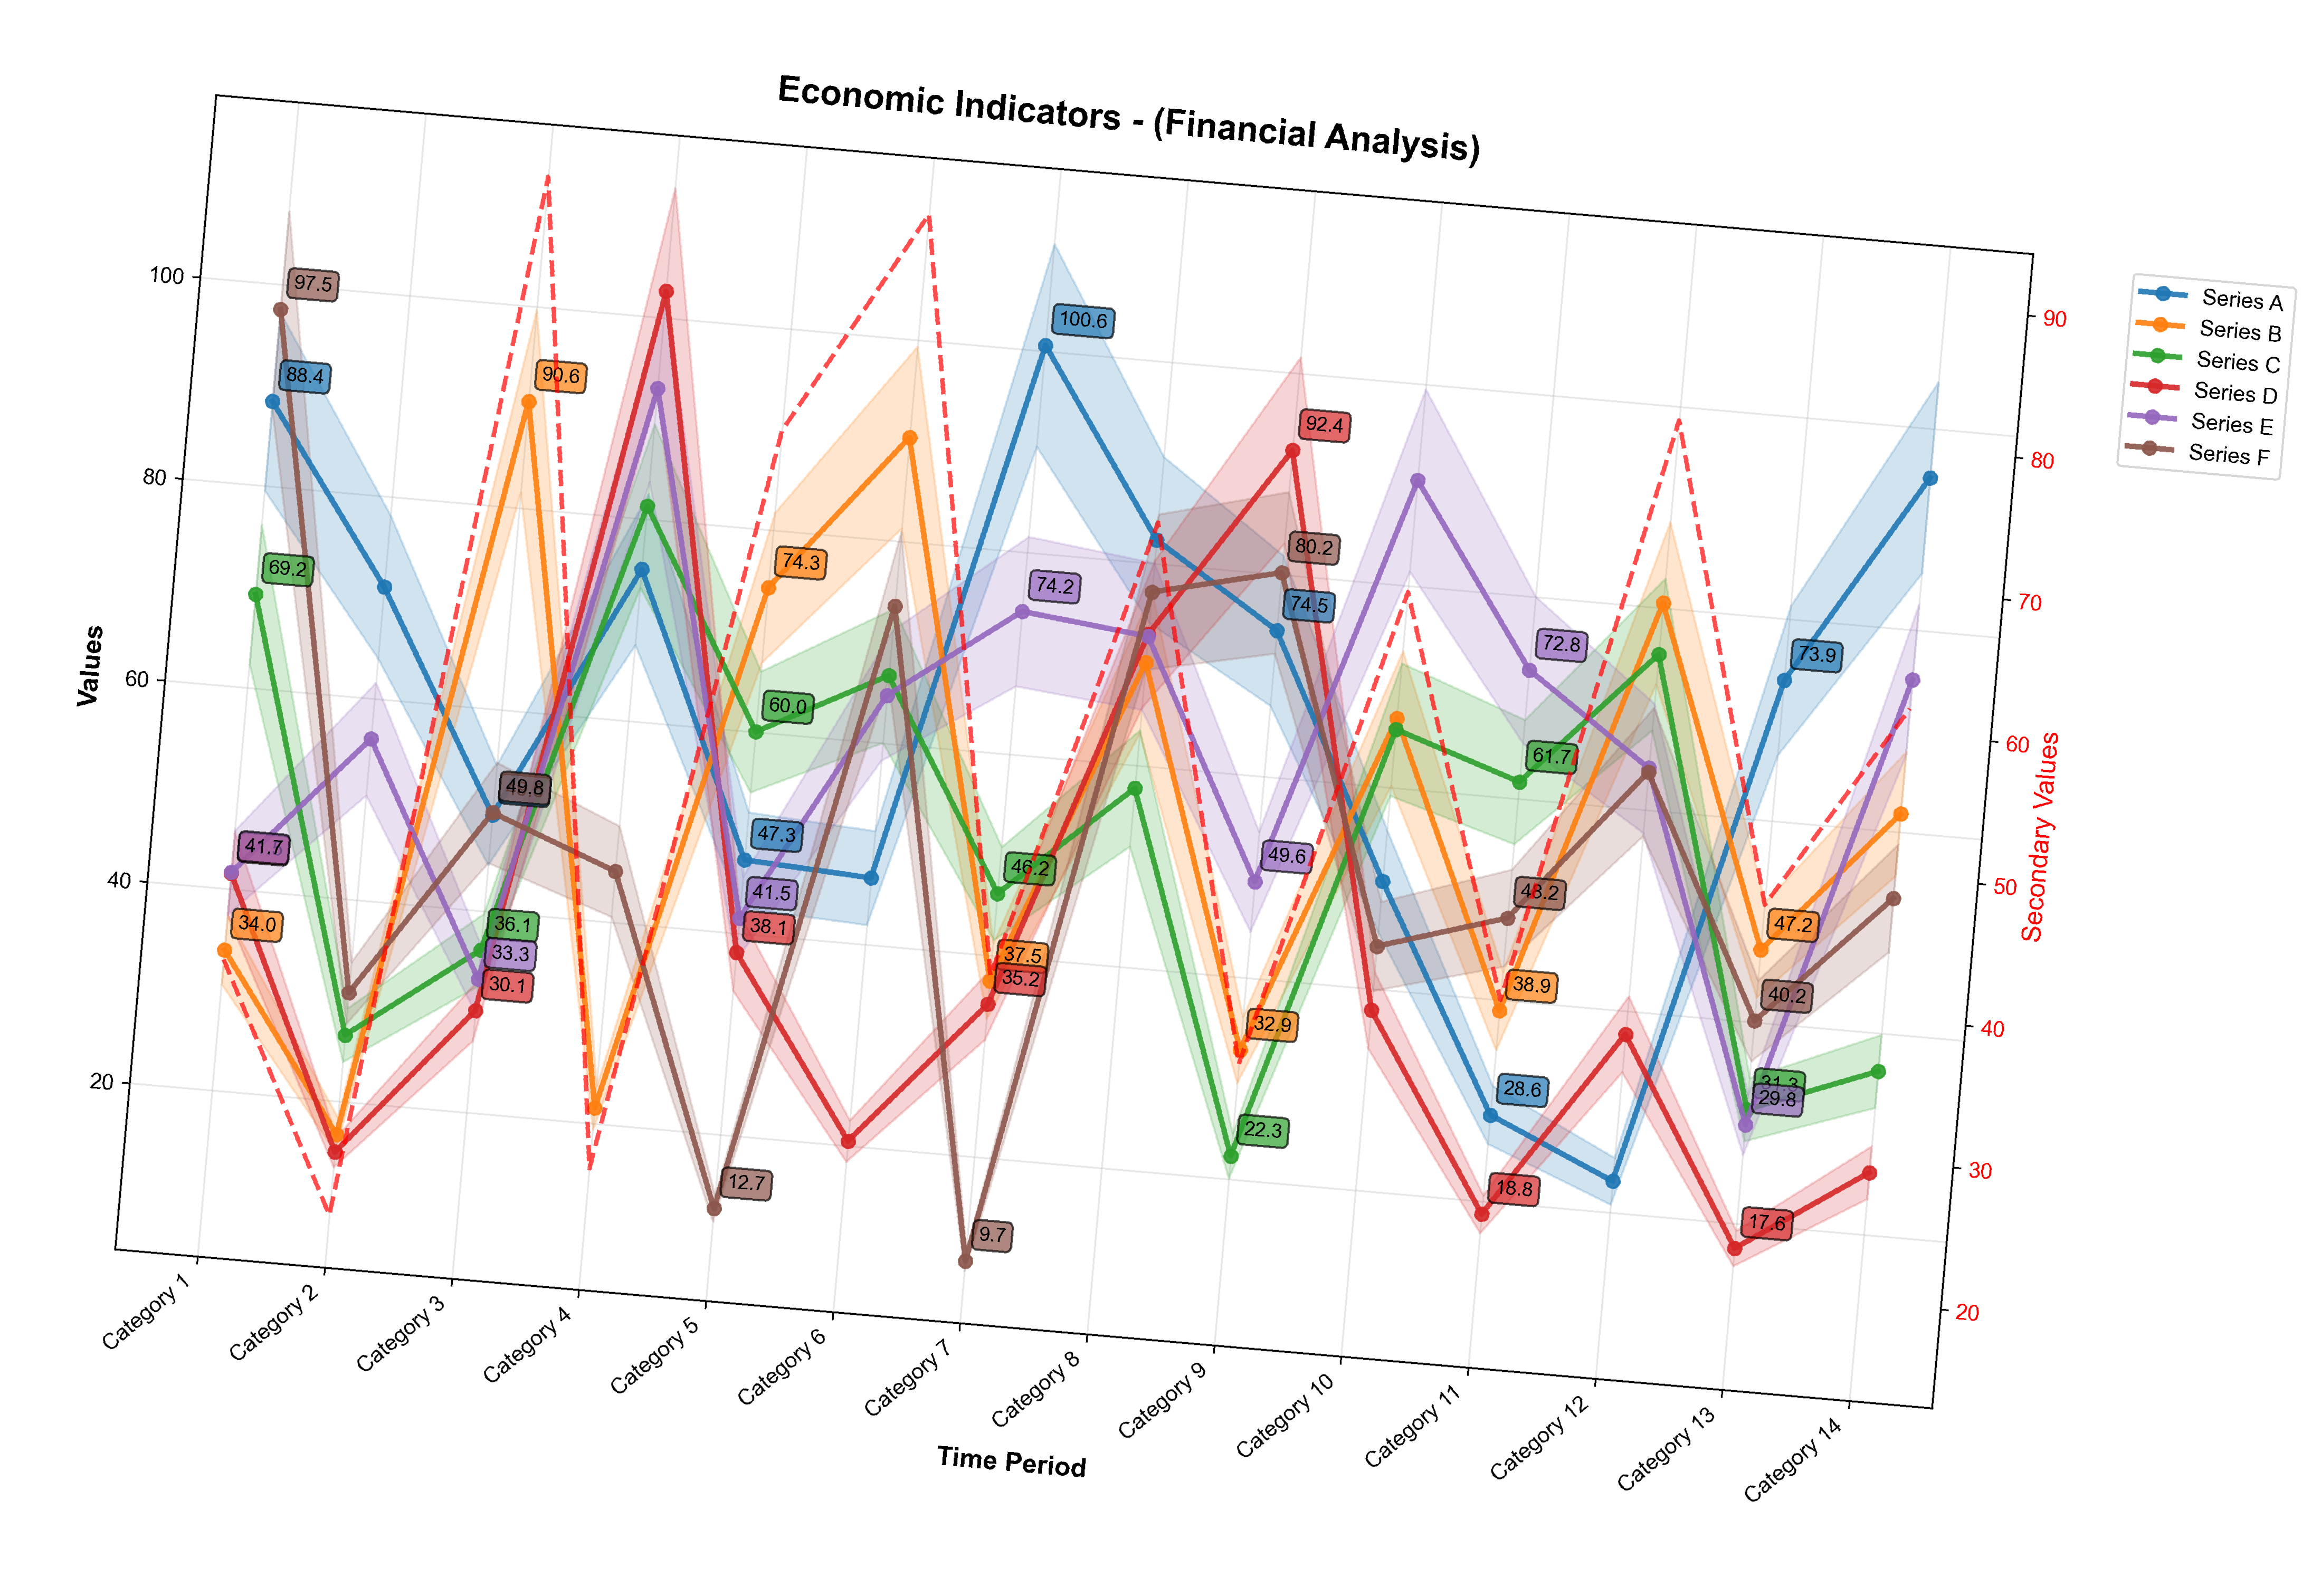 Economic Indicators - (Financial Analysis)
Values
100
80
60
40
20
Category 1
Category 2
Category 3
Category 4
Category 5
Category 6
Category 7
Category 8
Category 9
Category 10
Category 11
Category 12
Category 13
Category 14
Time Period
Secondary Values
90
80
70
60
50
40
30
20
Series A
Series B
Series C
Series D
Series E
Series F
97.5
88.4
69.2
41.7
34.0
90.6
49.8
36.1
33.3
30.1
74.3
60.0
47.3
41.5
38.1
12.7
100.6
74.2
46.2
37.5
35.2
9.7
92.4
80.2
74.5
49.6
32.9
22.3
72.8
61.7
48.2
38.9
28.6
18.8
73.9
47.2
40.2
31.3
29.8
17.6